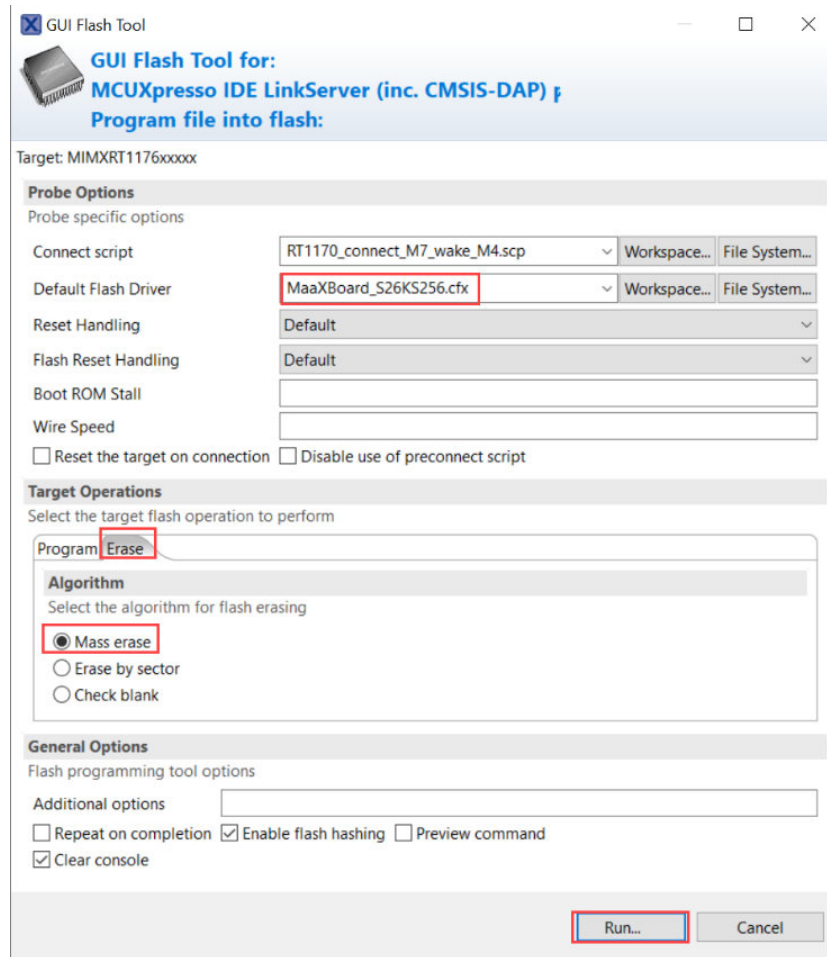 GUI Flash Tool
GUI Flash Tool for:
MCUXpresso IDE LinkServer (inc. CMSIS-DAP) p
Program file into flash:
Target: MIMXRT1176xxxxx
Probe Options
Probe specific options
Connect script RT1170_connect_M7_wake_M4.scp Workspace... File System...
Default Flash Driver MaaXBoard_S26KS256.cfx Workspace... File System...
Reset Handling Default
Flash Reset Handling Default
Boot ROM Stall
Wire Speed
Reset the target on connection Disable use of preconnect script
Target Operations
Select the target flash operation to perform
Program Erase
Algorithm
Select the algorithm for flash erasing
Mass erase
Erase by sector
Check blank
General Options
Flash programming tool options
Additional options
Repeat on completion Enable flash hashing Preview command
Clear console
Run... Cancel